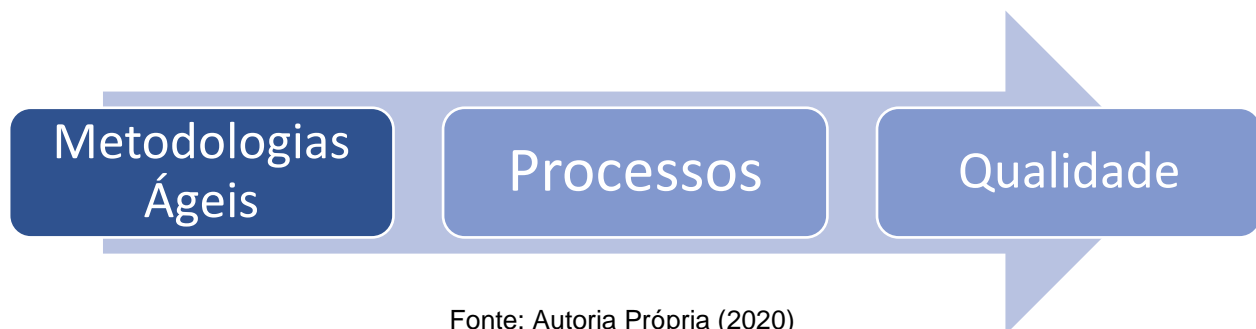 Metodologias
Ágeis
Processos
Qualidade
Fonte: Autoria Própria (2020)